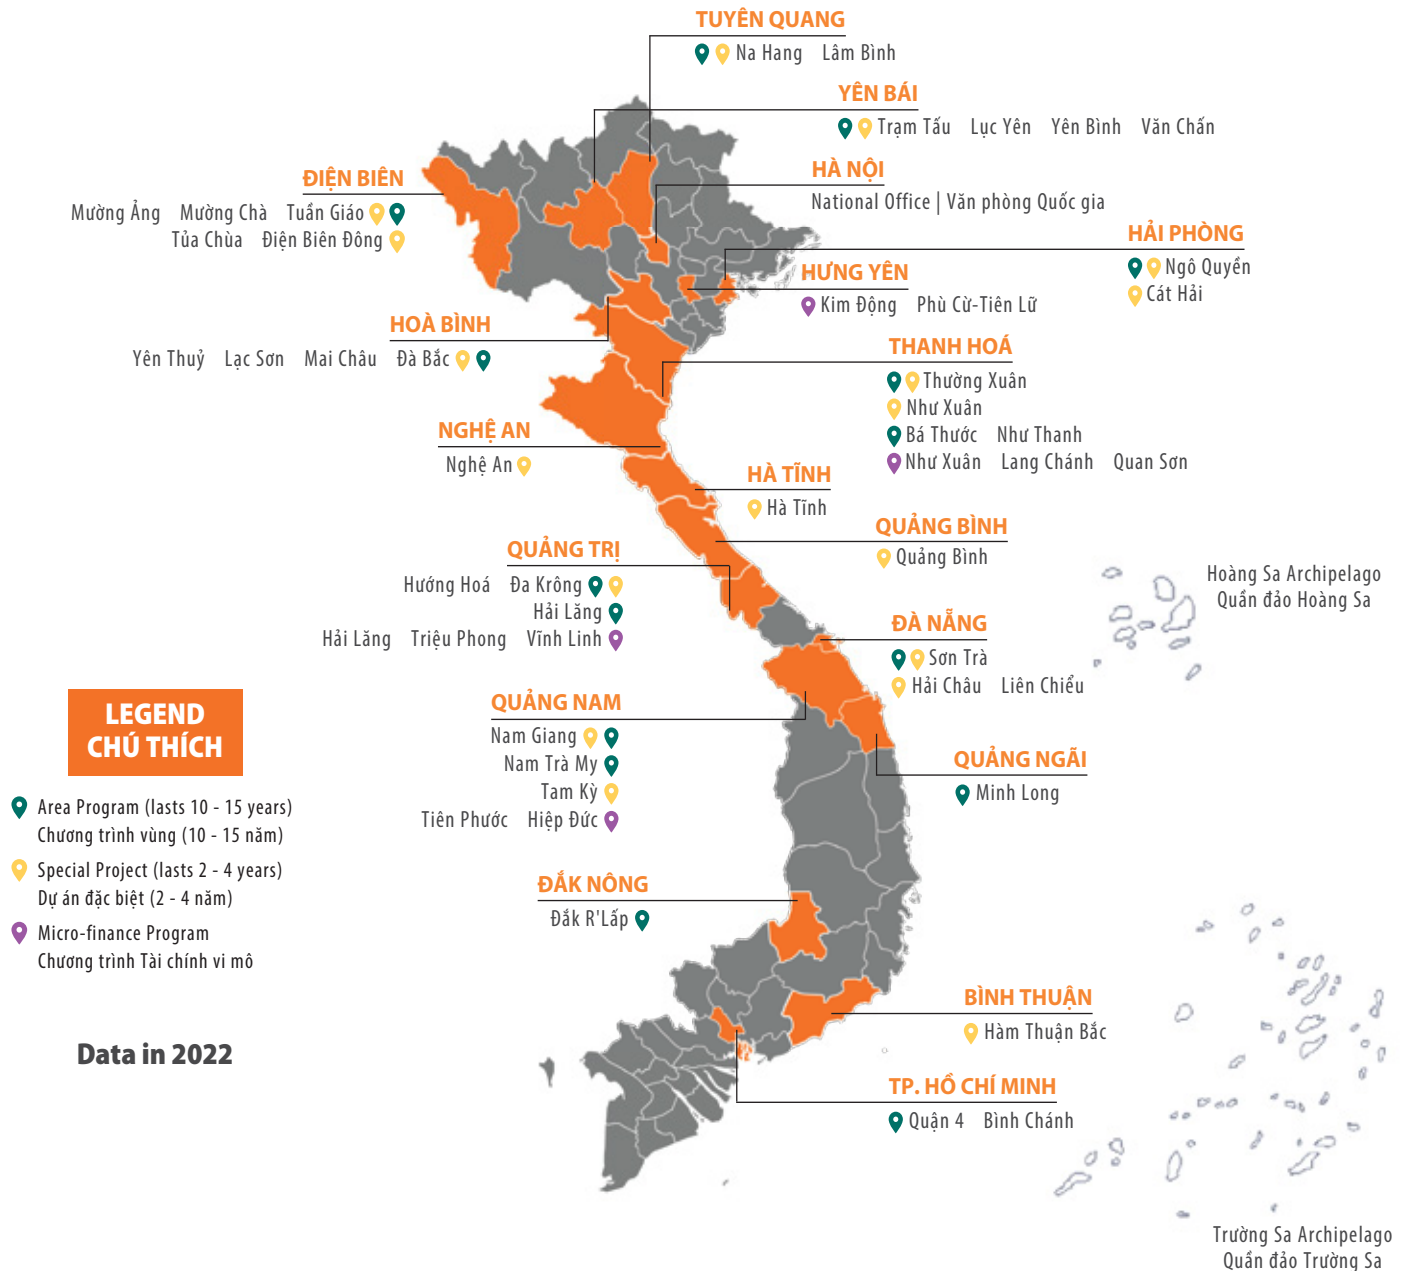 TUYÊN QUANG
Na Hang Lâm Bình
YÊN BÁI
Trạm Tấu Lục Yên Yên Bình Văn Chấn
HÀ NỘI
National Office | Văn phòng Quốc gia
ĐIỆN BIÊN
Mường Ảng Mường Chà Tuần Giáo
Tủa Chùa Điện Biên Đông
HẢI PHÒNG
Ngô Quyền
Cát Hải
HƯNG YÊN
Kim Động Phù Cừ-Tiên Lữ
HOÀ BÌNH
Yên Thuỷ Lạc Sơn Mai Châu Đà Bắc
THANH HOÁ
Thường Xuân
Như Xuân
Bá Thước Như Thanh
Như Xuân Lang Chánh Quan Sơn
NGHỆ AN
Nghệ An
HÀ TĨNH
Hà Tĩnh
QUẢNG BÌNH
Quảng Bình
QUẢNG TRỊ
Hướng Hoá Đa Krông
Hải Lăng
Hải Lăng Triệu Phong Vĩnh Linh
Hoàng Sa Archipelago
Quần đảo Hoàng Sa
ĐÀ NẴNG
Sơn Trà
Hải Châu Liên Chiểu
QUẢNG NAM
Nam Giang
Nam Trà My
Tam Kỳ
Tiên Phước Hiệp Đức
QUẢNG NGÃI
Minh Long
LEGEND
CHÚ THÍCH
Area Program (lasts 10 - 15 years)
Chương trình vùng (10 - 15 năm)
Special Project (lasts 2 - 4 years)
Dự án đặc biệt (2 - 4 năm)
Micro-finance Program
Chương trình Tài chính vi mô
Data in 2022
ĐẮK NÔNG
Đắk R'Lấp
BÌNH THUẬN
Hàm Thuận Bắc
TP. HỒ CHÍ MINH
Quận 4 Bình Chánh
Trường Sa Archipelago
Quần đảo Trường Sa